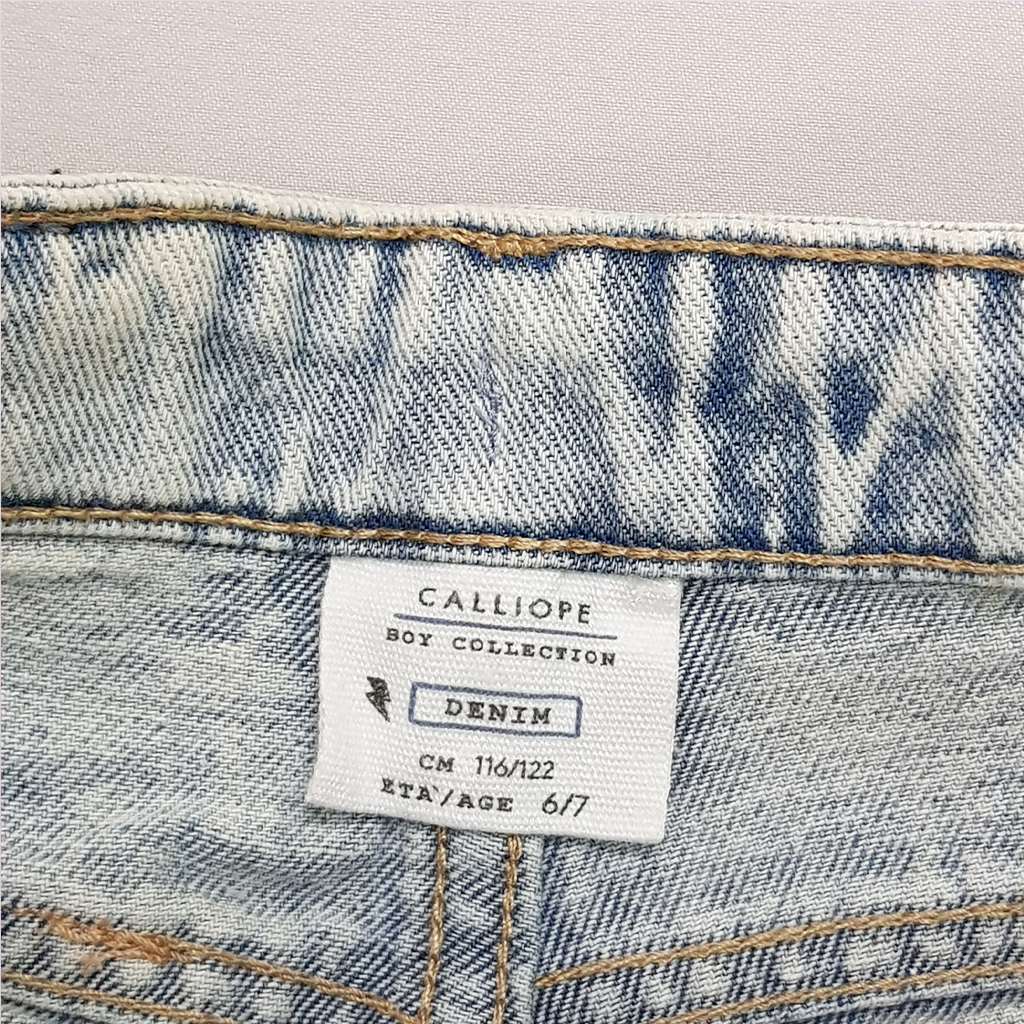 CALLIOPE
BOY COLLECTION
DENIM
CM 116/122
ETA'/AGE 6/7